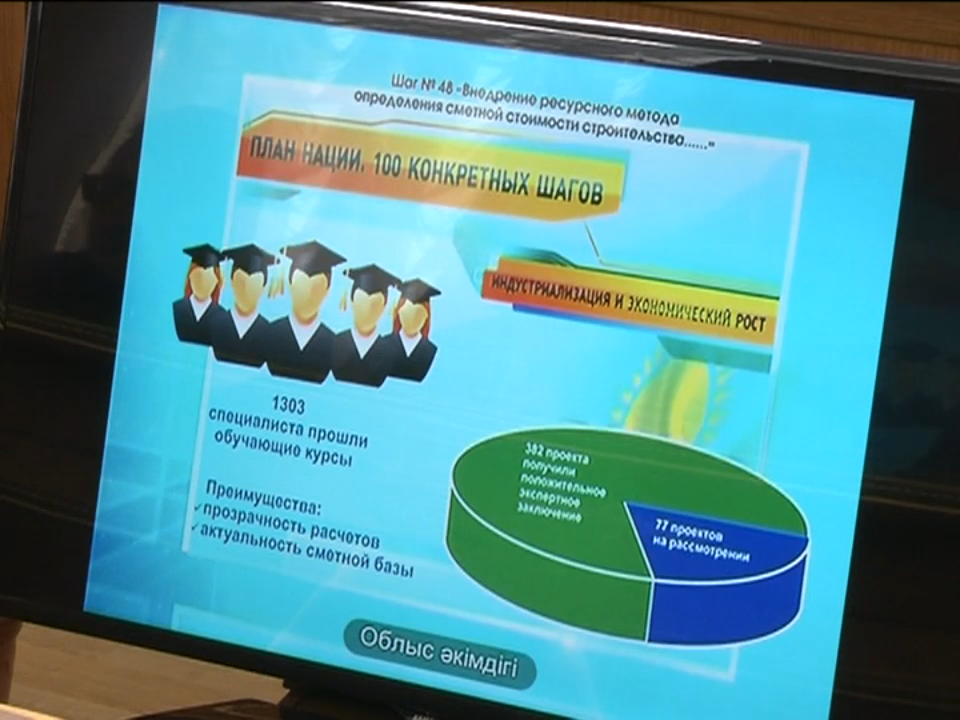 Шаг № 48 -Внедрение ресурсного метода
определения сметной стоимости строительства......"
ПЛАН НАЦИИ. 100 КОНКРЕТНЫХ ШАГОВ
ИНДУСТРИАЛИЗАЦИЯ И ЭКОНОМИЧЕСКИЙ РОСТ
1303
специалиста прошли
обучающие курсы
Преимущества:
✓прозрачность расчетов
✓актуальность сметной базы
382 проекта
получили
положительное
экспертное
заключение
77 проектов
на рассмотрении
Облыс әкімдігі